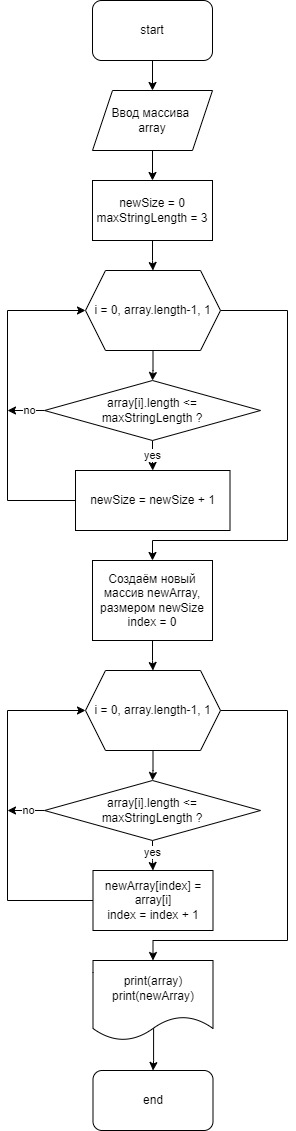 start
Ввод массива
array
newSize = 0
maxStringLength = 3
i = 0, array.length-1, 1
array[i].length <=
maxStringLength ?
no
yes
newSize = newSize + 1
Создаём новый
массив newArray,
размером newSize
index = 0
i = 0, array.length-1, 1
array[i].length <=
maxStringLength ?
no
yes
newArray[index] =
array[i]
index = index + 1
print(array)
print(newArray)
end